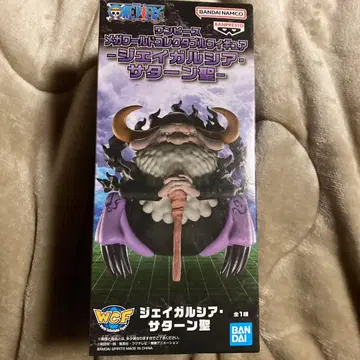 ONE PIECE
BANDAI NAMCO
BANPRESTO
ワンピース
メガワールドコレクタブルフィギュア
-ジェイガルシア・
サターン聖-
WCF
ジェイガルシア・
サターン聖
全1種
BANDAI
BANDAI SPIRITS MADE IN CHINA